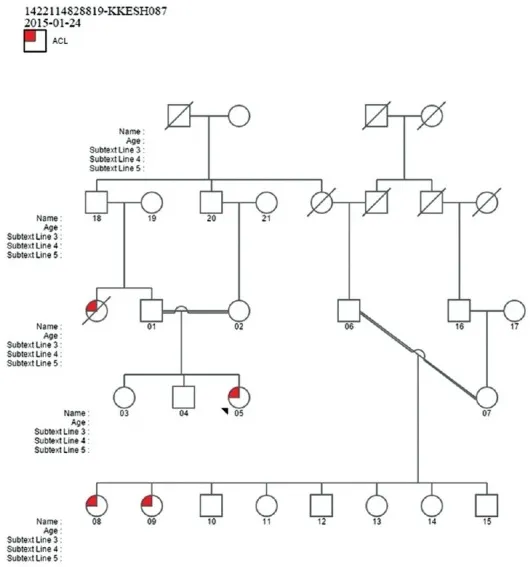 1422114828819-KKESH087
2015-01-24
ACL
Name :
Age :
Subtext Line 3 :
Subtext Line 4 :
Subtext Line 5 :
18 19 20 21
Name :
Age :
Subtext Line 3 :
Subtext Line 4 :
Subtext Line 5 :
01 02 06 16 17
Name :
Age :
Subtext Line 3 :
Subtext Line 4 :
Subtext Line 5 :
03 04 05 07
Name :
Age :
Subtext Line 3 :
Subtext Line 4 :
Subtext Line 5 :
08 09 10 11 12 13 14 15
Name :
Age :
Subtext Line 3 :
Subtext Line 4 :
Subtext Line 5 :